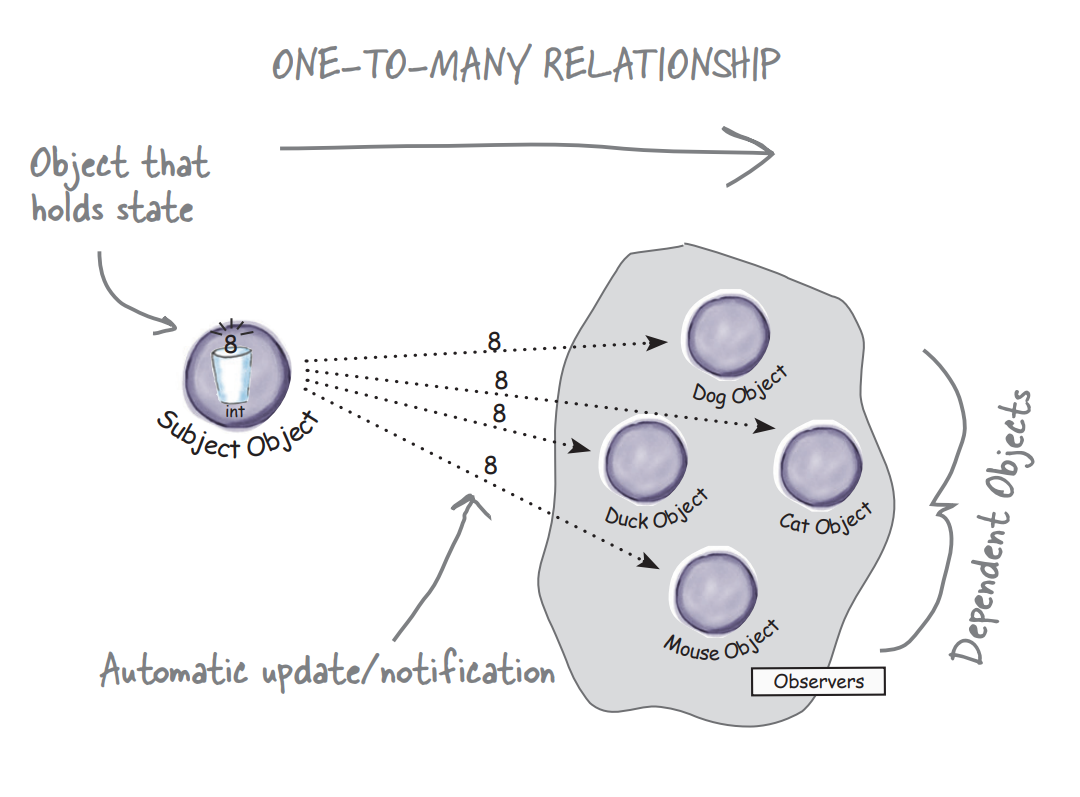 ONE-TO-MANY RELATIONSHIP
Object that
holds state
8
int
Subject Object
8
8
8
8
Dog Object
Duck Object
Cat Object
Mouse Object
Observers
Dependent Objects
Automatic update/notification